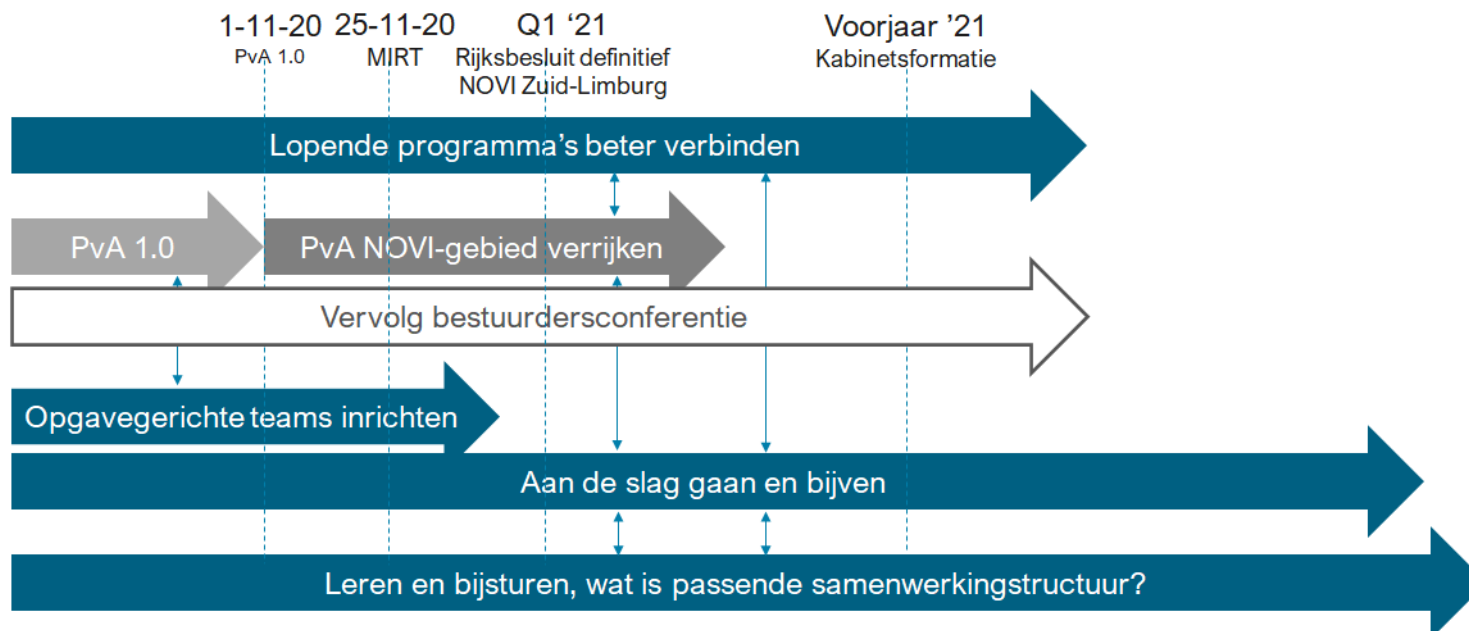 1-11-20
PvA 1.0
25-11-20
MIRT
Q1 ‘21
Rijksbesluit definitief
NOVI Zuid-Limburg
Voorjaar ’21
Kabinetsformatie
Lopende programma’s beter verbinden
PvA 1.0
PvA NOVI-gebied verrijken
Vervolg bestuurdersconferentie
Opgavegerichte teams inrichten
Aan de slag gaan en bijven
Leren en bijsturen, wat is passende samenwerkingstructuur?